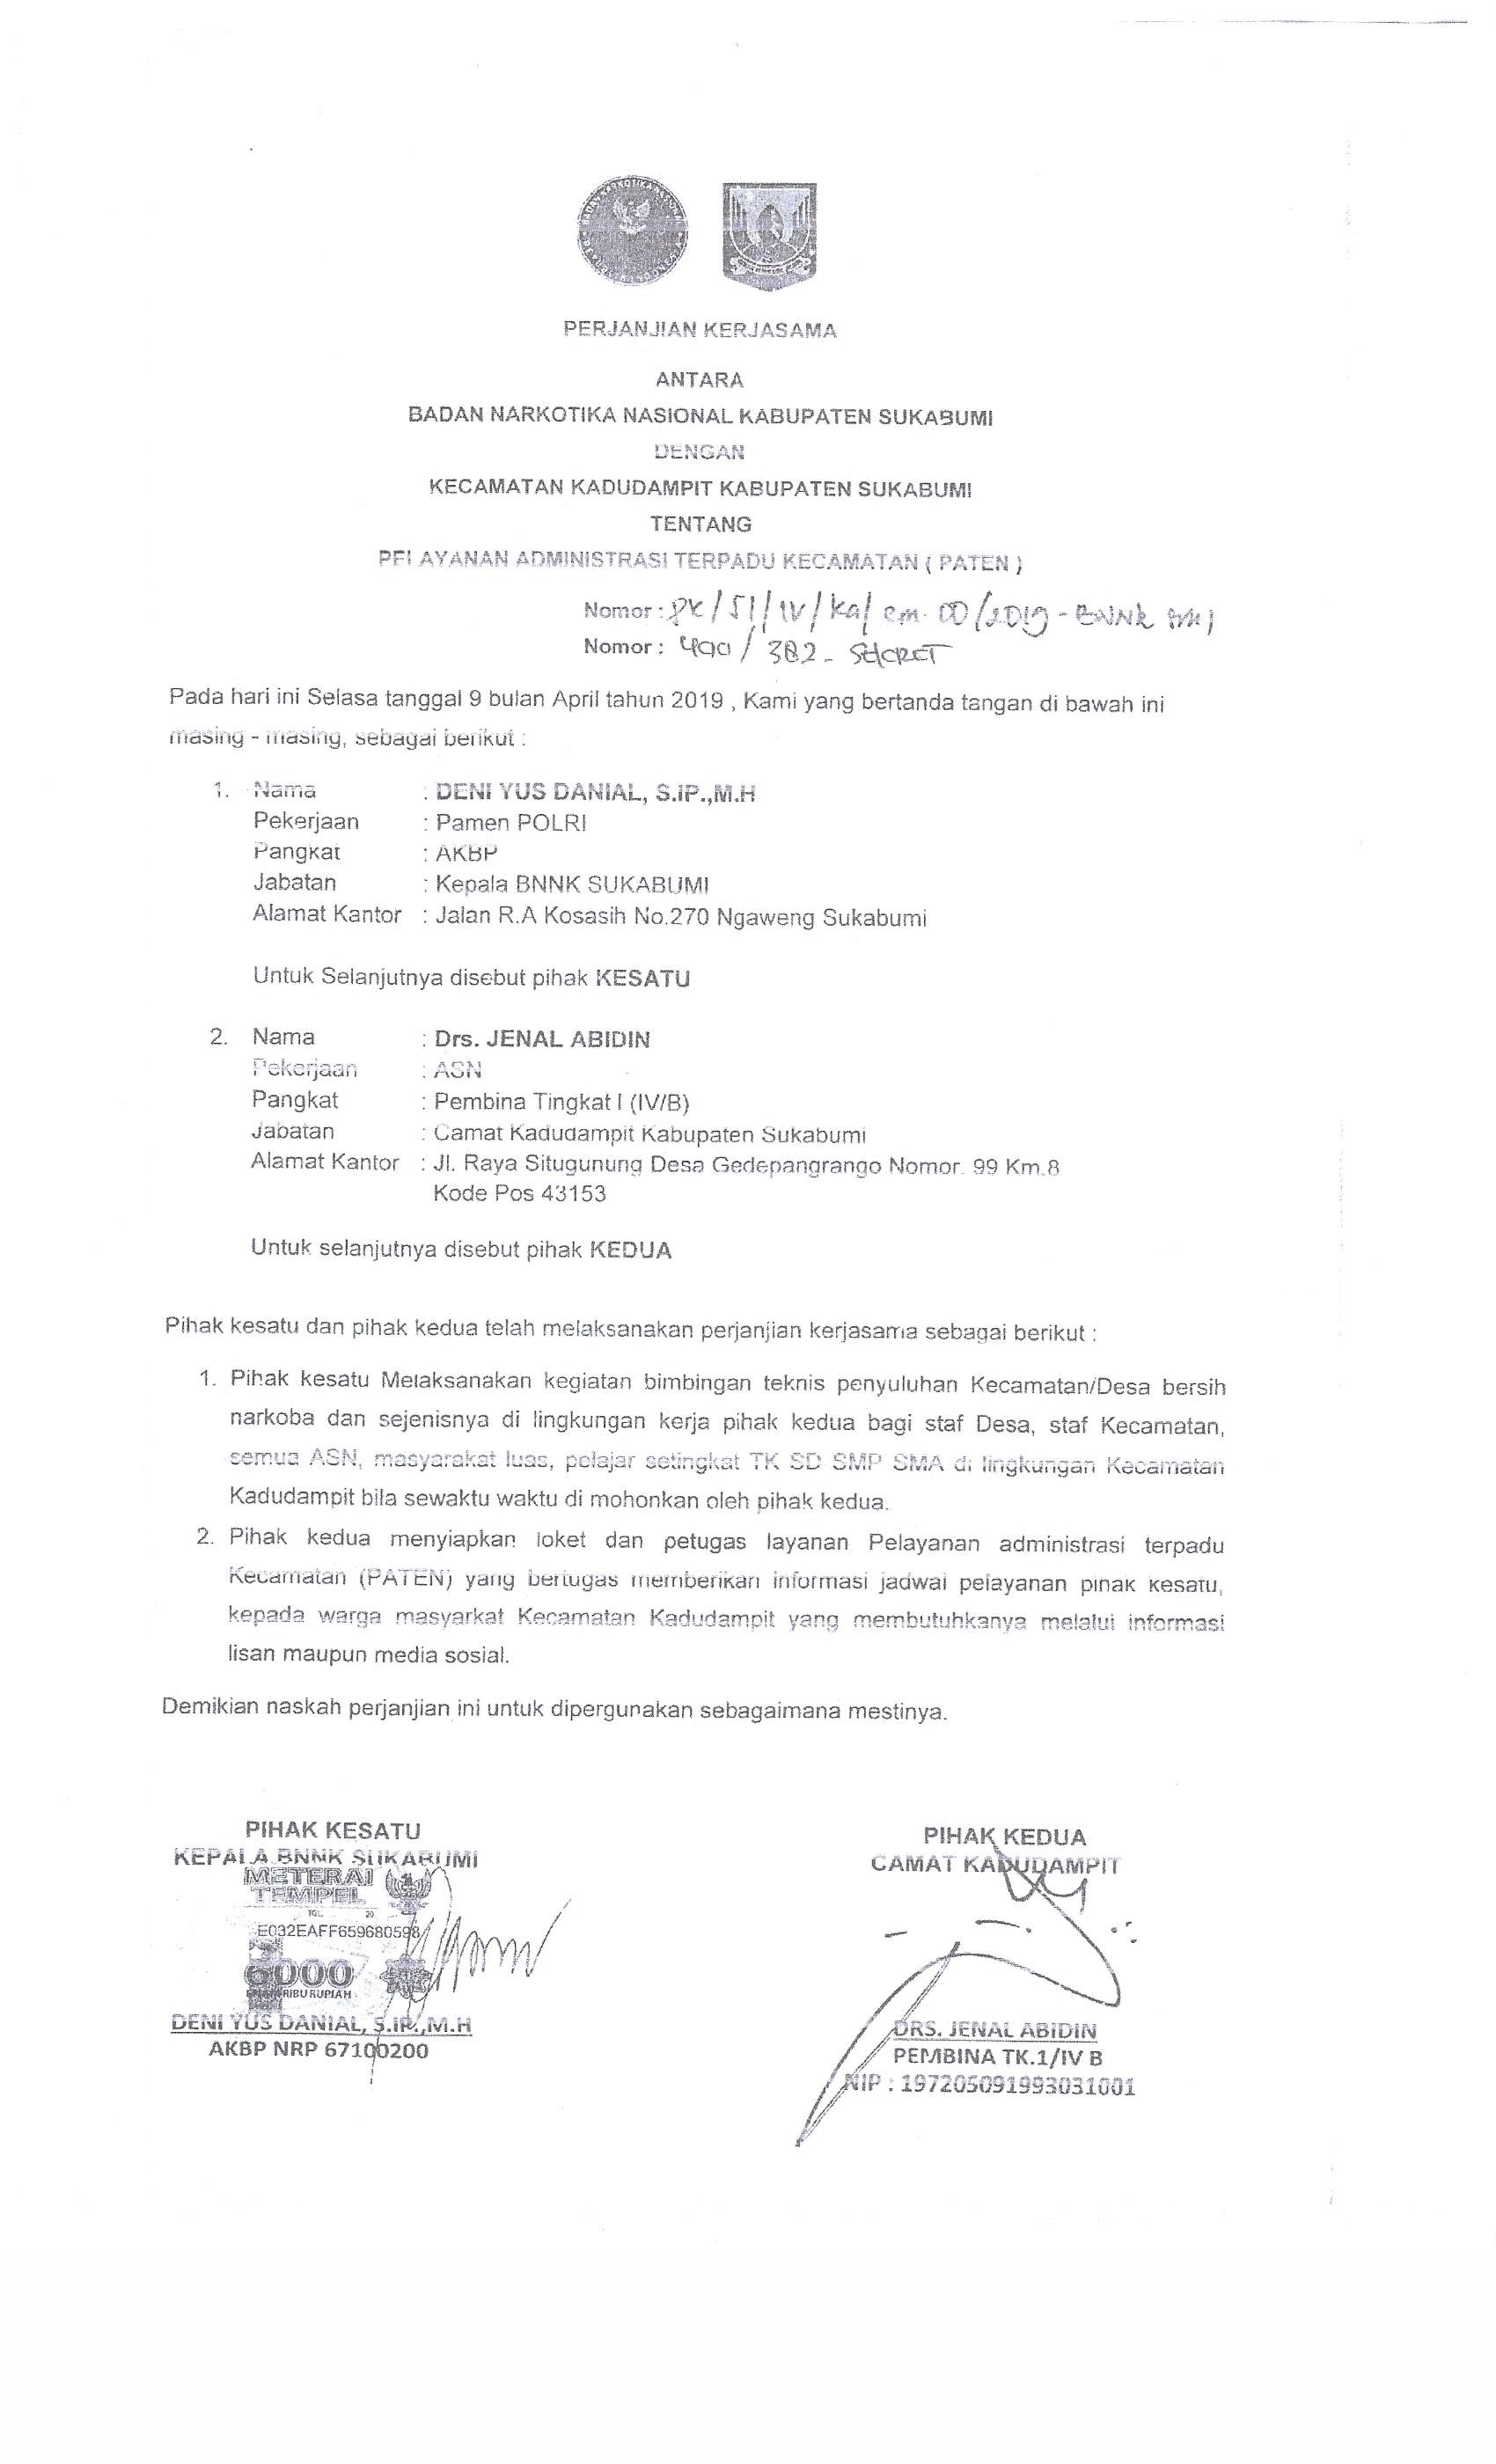 PERJANJIAN KERJASAMA
ANTARA
BADAN NARKOTIKA NASIONAL KABUPATEN SUKABUMI
DENGAN
KECAMATAN KADUDAMPIT KABUPATEN SUKABUMI
TENTANG
PELAYANAN ADMINISTRASI TERPADU KECAMATAN ( PATEN )
Nomor : PK/51/IV/Ka/cm.00/2019 - BNNK
Nomor : 400 / 382 -
Pada hari ini Selasa tanggal 9 bulan April tahun 2019 , Kami yang bertanda tangan di bawah ini
masing - masing, sebagai berikut :
1. Nama : DENI YUS DANIAL, S.IP.,M.H
Pekerjaan : Pamen POLRI
Pangkat : AKBP
Jabatan : Kepala BNNK SUKABUMI
Alamat Kantor : Jalan R.A Kosasih No.270 Ngaweng Sukabumi
Untuk Selanjutnya disebut pihak KESATU
2. Nama : Drs. JENAL ABIDIN
Pekerjaan : ASN
Pangkat : Pembina Tingkat I (IV/B)
Jabatan : Camat Kadudampit Kabupaten Sukabumi
Alamat Kantor : Jl. Raya Situgunung Desa Gedepangrango Nomor. 99 Km.8
Kode Pos 43153
Untuk selanjutnya disebut pihak KEDUA
Pihak kesatu dan pihak kedua telah melaksanakan perjanjian kerjasama sebagai berikut :
1. Pihak kesatu Melaksanakan kegiatan bimbingan teknis penyuluhan Kecamatan/Desa bersih
narkoba dan sejenisnya di lingkungan kerja pihak kedua bagi staf Desa, staf Kecamatan,
semua ASN, masyarakat luas, pelajar setingkat TK SD SMP SMA di lingkungan Kecamatan
Kadudampit bila sewaktu waktu di mohonkan oleh pihak kedua.
2. Pihak kedua menyiapkan loket dan petugas layanan Pelayanan administrasi terpadu
Kecamatan (PATEN) yang bertugas memberikan informasi jadwal pelayanan pihak kesatu,
kepada warga masyarkat Kecamatan Kadudampit yang membutuhkanya melalui informasi
lisan maupun media sosial.
Demikian naskah perjanjian ini untuk dipergunakan sebagaimana mestinya.
PIHAK KESATU
KEPALA BNNK SUKABUMI
METERAI
TEMPEL
TGL 20
E032EAFF659680598
6000
ENAM RIBU RUPIAH
DENI YUS DANIAL, S.IP.,M.H
AKBP NRP 67100200
PIHAK KEDUA
CAMAT KADUDAMPIT
DRS. JENAL ABIDIN
PEMBINA TK.1/IV B
NIP : 197205091993031001